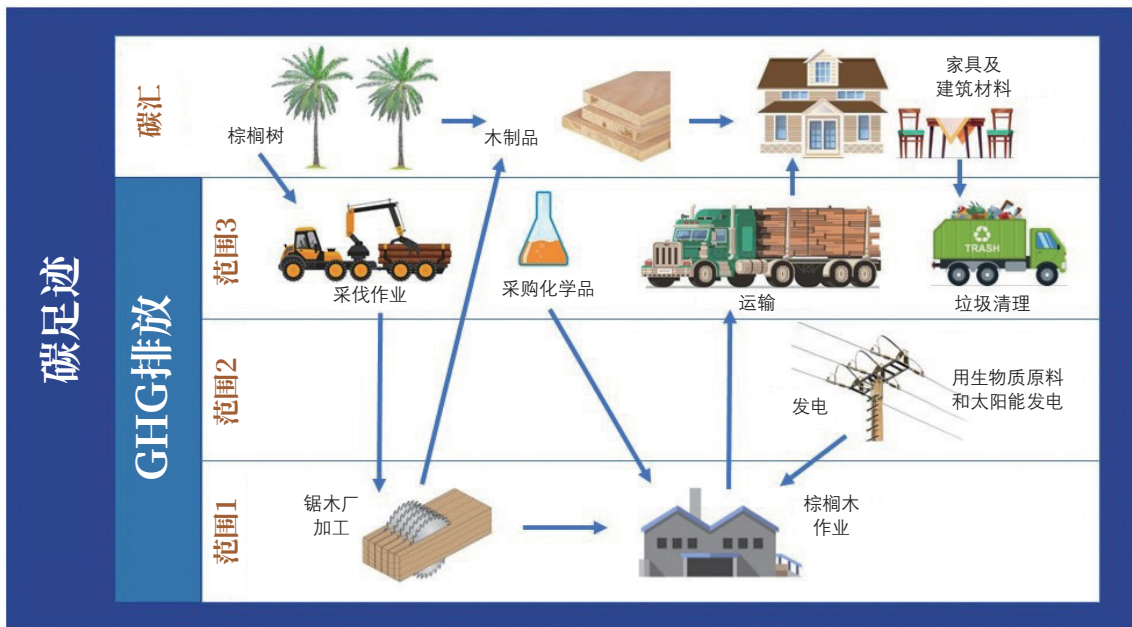 碳足迹
GHG排放
碳汇
棕榈树
木制品
家具及
建筑材料
范围3
采伐作业
采购化学品
运输
TRASH
垃圾清理
范围2
发电
用生物质原料
和太阳能发电
范围1
锯木厂
加工
棕榈木
作业